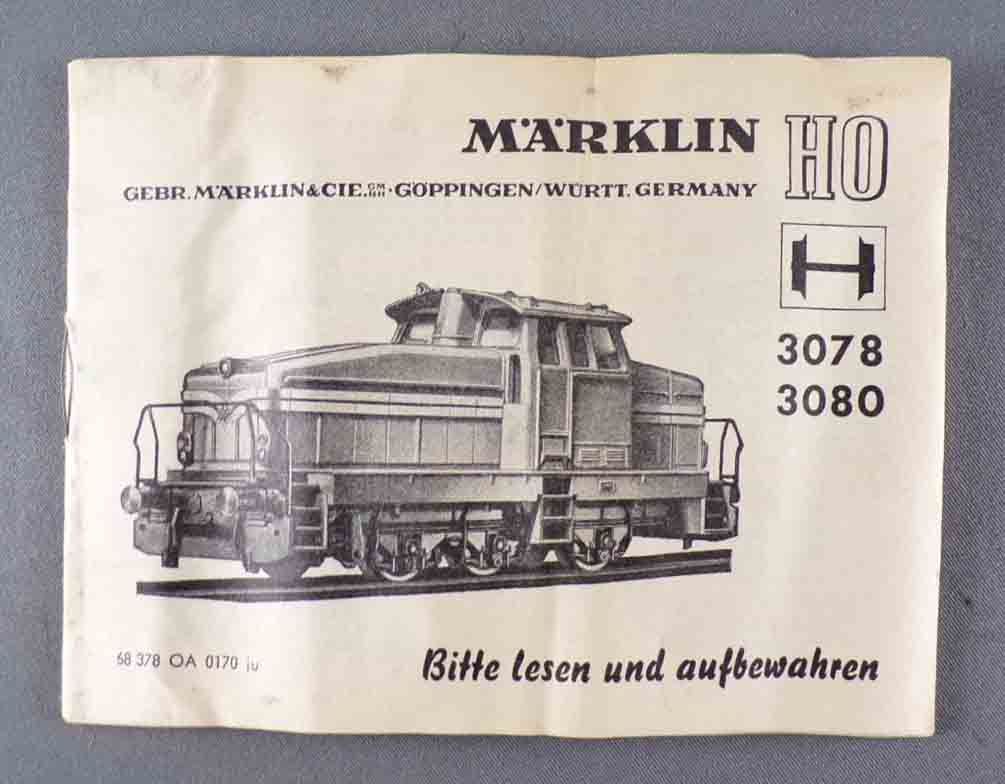 MÄRKLIN HO
GEBR. MÄRKLIN & CIE. GMBH · GÖPPINGEN/WÜRTT. GERMANY
3078
3080
68 378 OA 0170 ju
Bitte lesen und aufbewahren